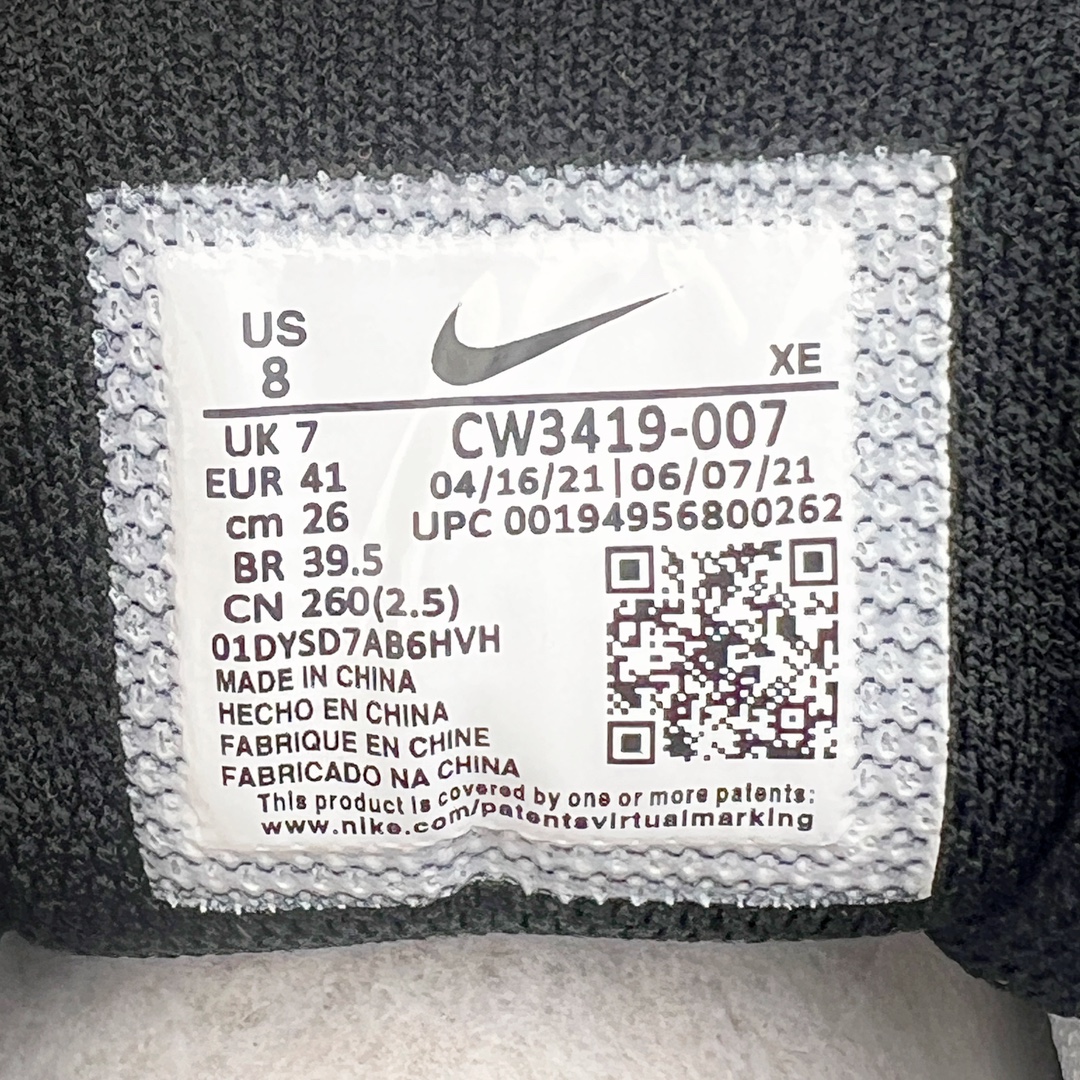 US
8
XE
UK 7
CW3419-007
EUR 41
04/16/21|06/07/21
cm 26
UPC 00194956800262
BR 39.5
CN 260(2.5)
01DYSD7AB6HVH
MADE IN CHINA
HECHO EN CHINA
FABRIQUE EN CHINE
FABRICADO NA CHINA
This product is covered by one or more patents:
www.nike.com/patentsvirtualmarking